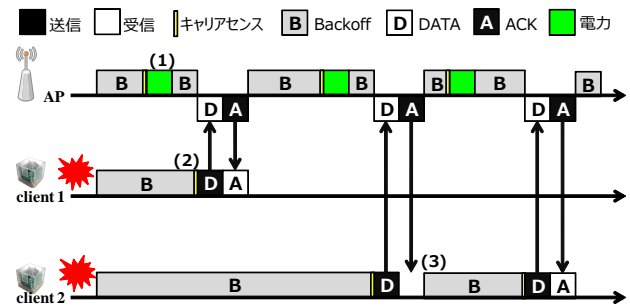 送信 受信 キャリアセンス B Backoff D DATA A ACK 電力
(1)
B B B B B B B
AP
D A D A D A
(2)
B D A
client 1
(3)
B D B D A
client 2